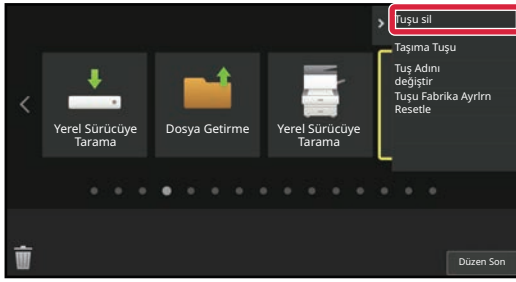 Tuşu sil
Taşıma Tuşu
Tuş Adını
değiştir
Tuşu Fabrika Ayrlrn
Resetle
Yerel Sürücüye
Tarama
Dosya Getirme
Yerel Sürücüye
Tarama
Düzen Son